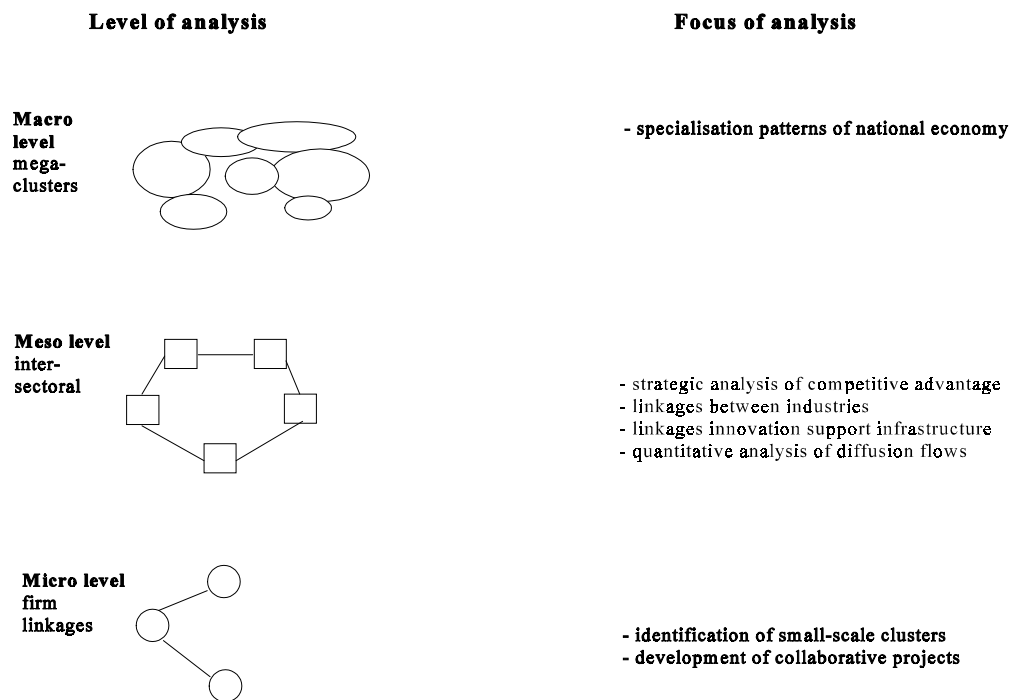 Level of analysis
Focus of analysis
Macro
level
mega-
clusters
- specialisation patterns of national economy
Meso level
inter-
sectoral
- strategic analysis of competitive advantage
- linkages between industries
- linkages innovation support infrastructure
- quantitative analysis of diffusion flows
Micro level
firm
linkages
- identification of small-scale clusters
- development of collaborative projects